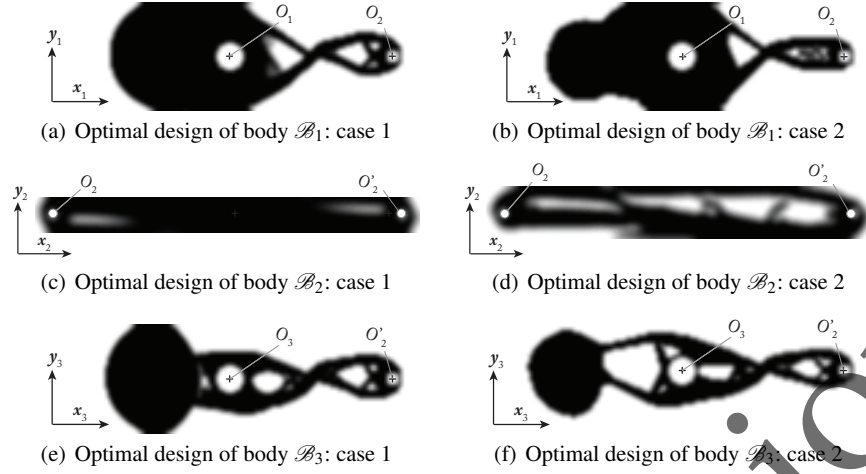 O₁
O₂
y₁
x₁
(a) Optimal design of body ℬ₁: case 1
O₁
O₂
y₁
x₁
(b) Optimal design of body ℬ₁: case 2
O₂
O'₂
y₂
x₂
(c) Optimal design of body ℬ₂: case 1
O₂
O'₂
y₂
x₂
(d) Optimal design of body ℬ₂: case 2
O₃
O'₂
y₃
x₃
(e) Optimal design of body ℬ₃: case 1
O₃
O'₂
y₃
x₃
(f) Optimal design of body ℬ₃: case 2